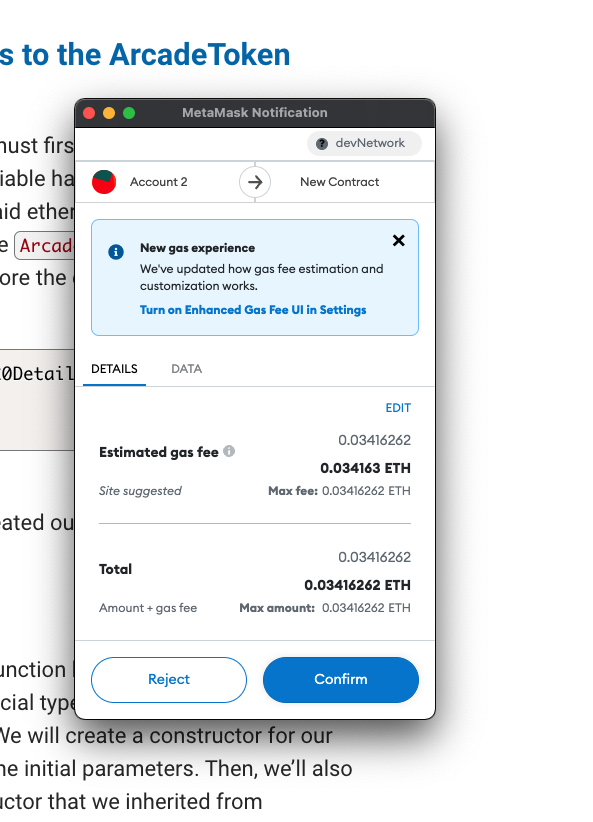 s to the ArcadeToken
MetaMask Notification
devNetwork
Account 2
New Contract
New gas experience
We've updated how gas fee estimation and
customization works.
Turn on Enhanced Gas Fee UI in Settings
DETAILS
DATA
EDIT
Estimated gas fee
0.03416262
0.034163 ETH
Site suggested
Max fee: 0.03416262 ETH
Total
0.03416262
0.03416262 ETH
Amount + gas fee
Max amount: 0.03416262 ETH
Reject
Confirm
nust firs
iable ha
aid ether
e Arcad
ore the
20Detail
eated ou
unction
cial type
We will create a constructor for our
ne initial parameters. Then, we’ll also
uctor that we inherited from